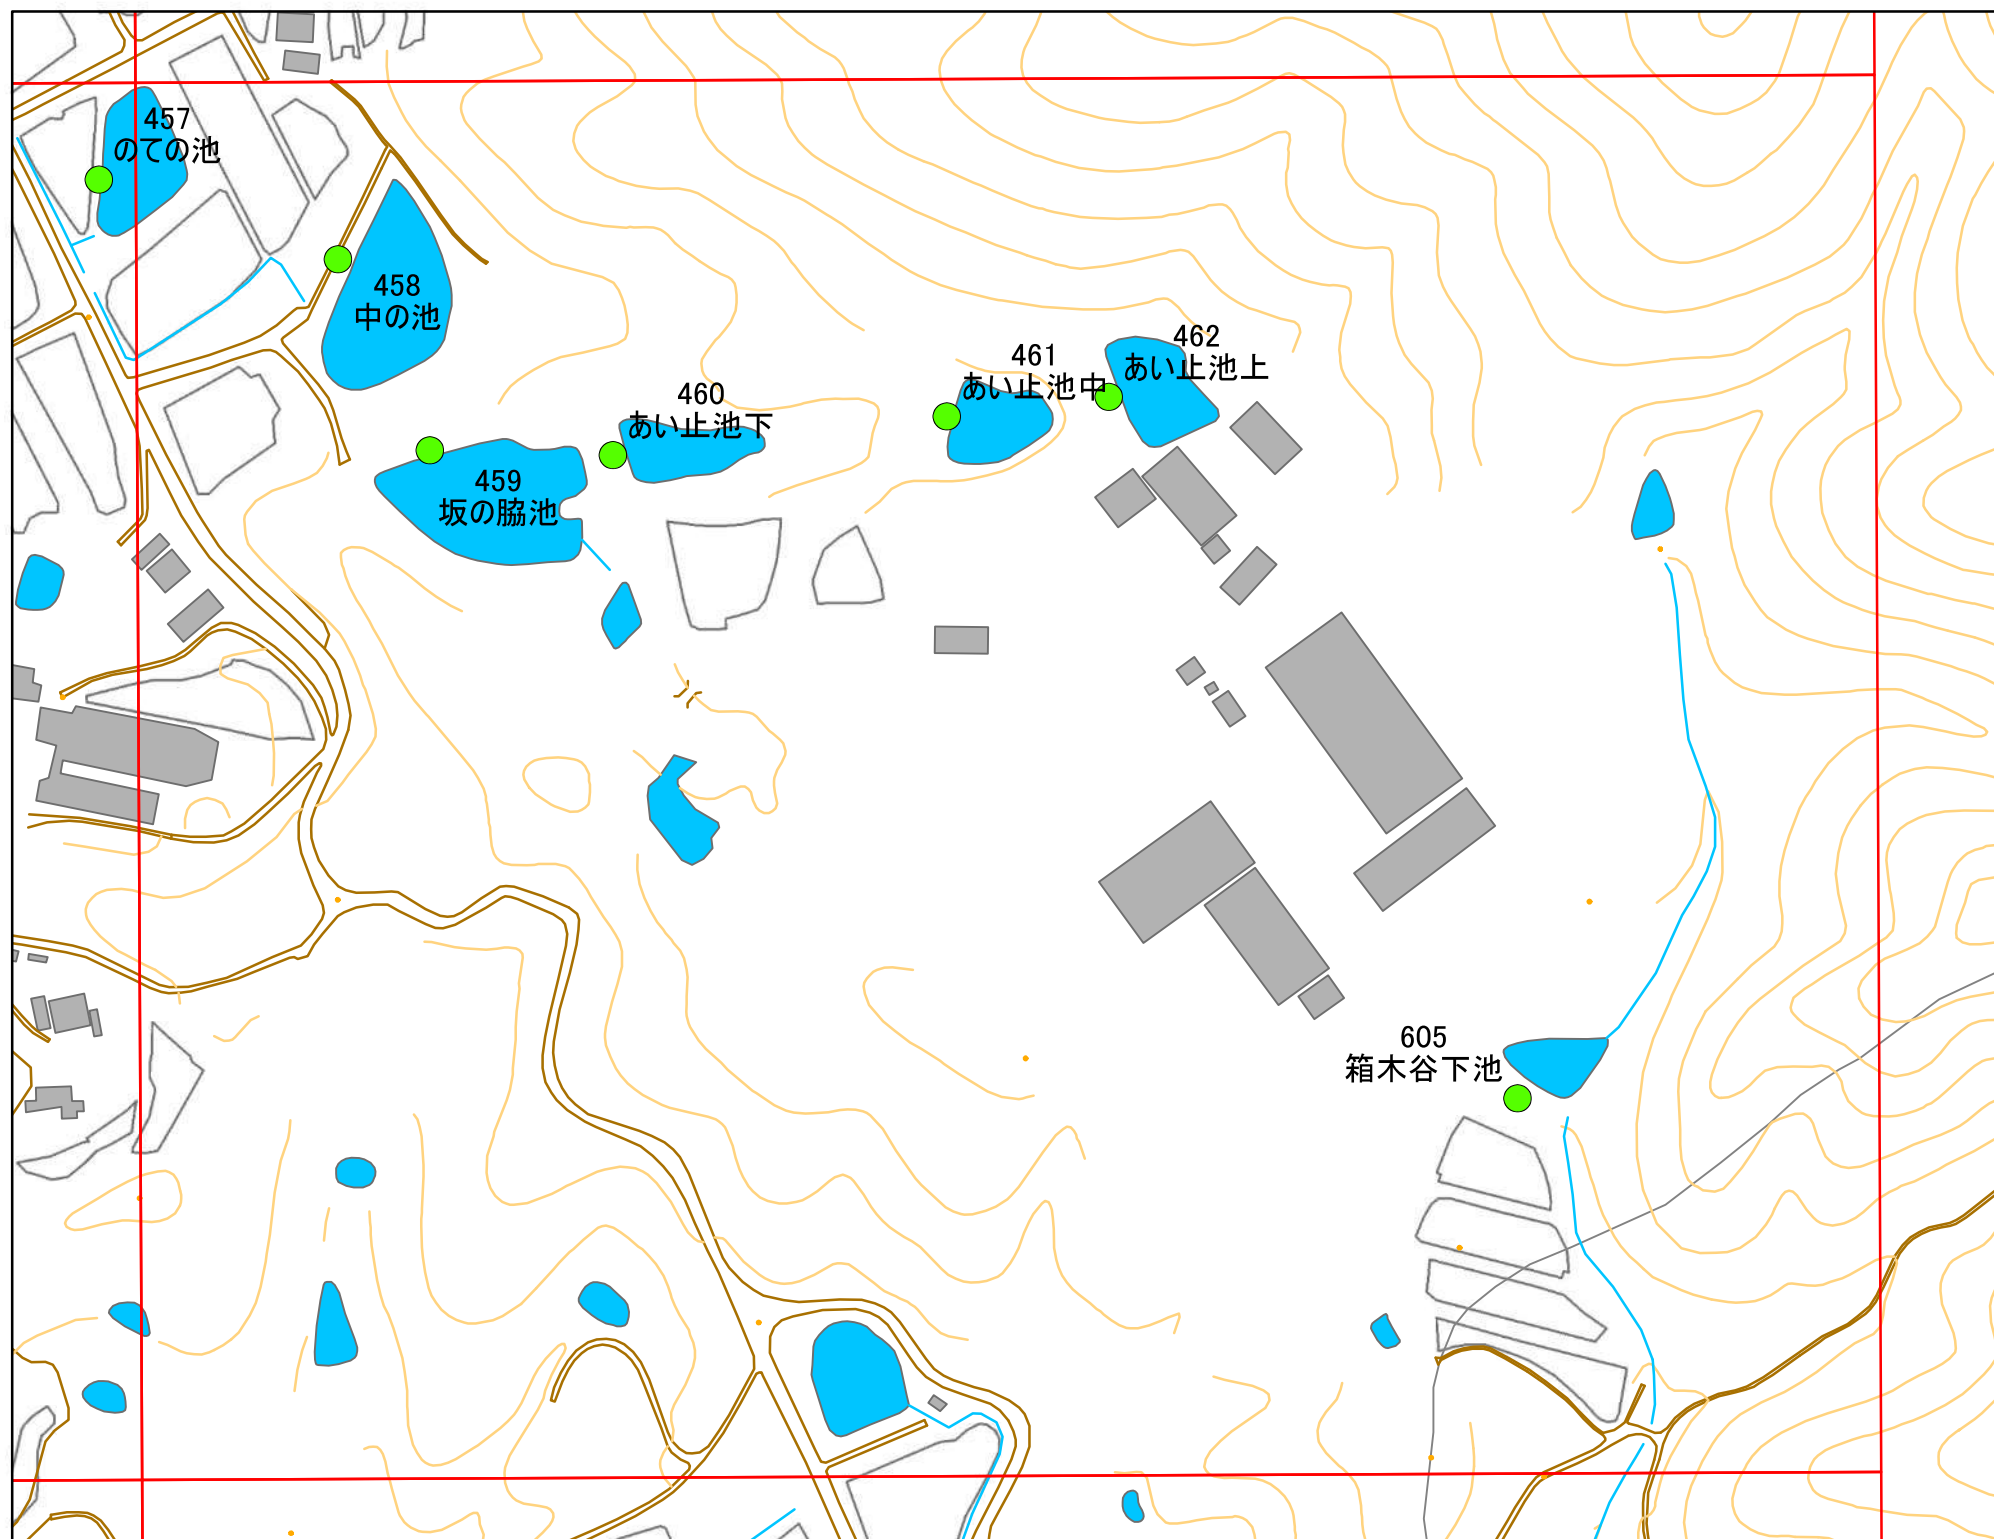 457
のての池
458
中の池
462
あい止池上
461
あい止池中
460
あい止池下
459
坂の脇池
605
箱木谷下池